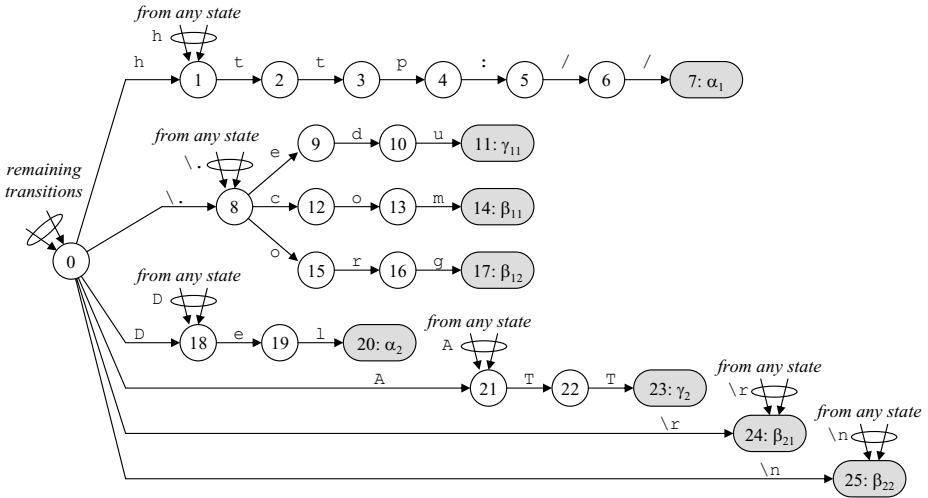 from any state
h
h t t p : / /
1 2 3 4 5 6 7: α₁
from any state
\.
\. e d u
9 10 11: γ₁₁
c o m
8 12 13 14: β₁₁
o r g
15 16 17: β₁₂
remaining
transitions
0
from any state
D
D e l
18 19 20: α₂
from any state
A
A T T
21 22 23: γ₂
from any state
\r
\r
24: β₂₁
from any state
\n
\n
25: β₂₂